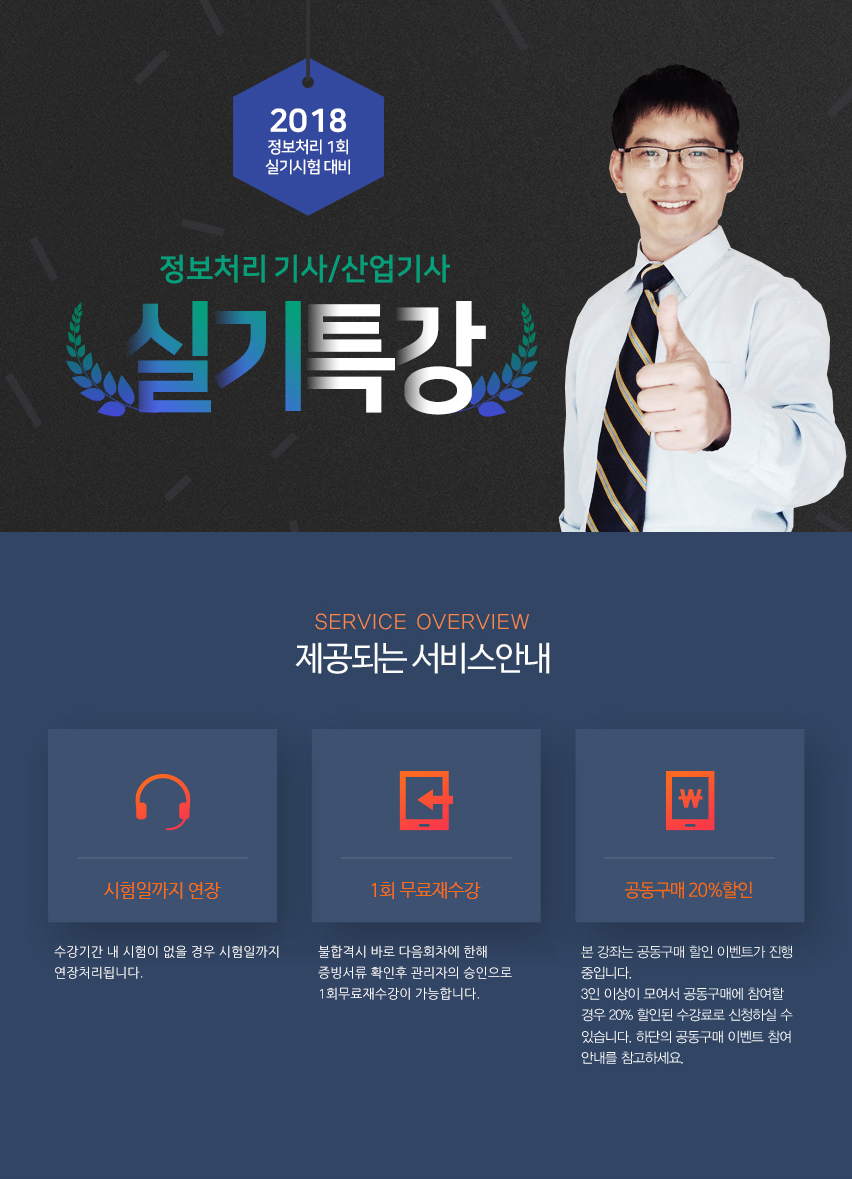 2018
정보처리 1회
실기시험 대비
정보처리 기사/산업기사
실기특강
SERVICE OVERVIEW
제공되는 서비스안내
시험일까지 연장
수강기간 내 시험이 없을 경우 시험일까지
연장처리됩니다.
1회 무료재수강
불합격시 바로 다음회차에 한해
증빙서류 확인후 관리자의 승인으로
1회무료재수강이 가능합니다.
₩
공동구매 20%할인
본 강좌는 공동구매 할인 이벤트가 진행
중입니다.
3인 이상이 모여서 공동구매에 참여할
경우 20% 할인된 수강료로 신청하실 수
있습니다. 하단의 공동구매 이벤트 참여
안내를 참고하세요.